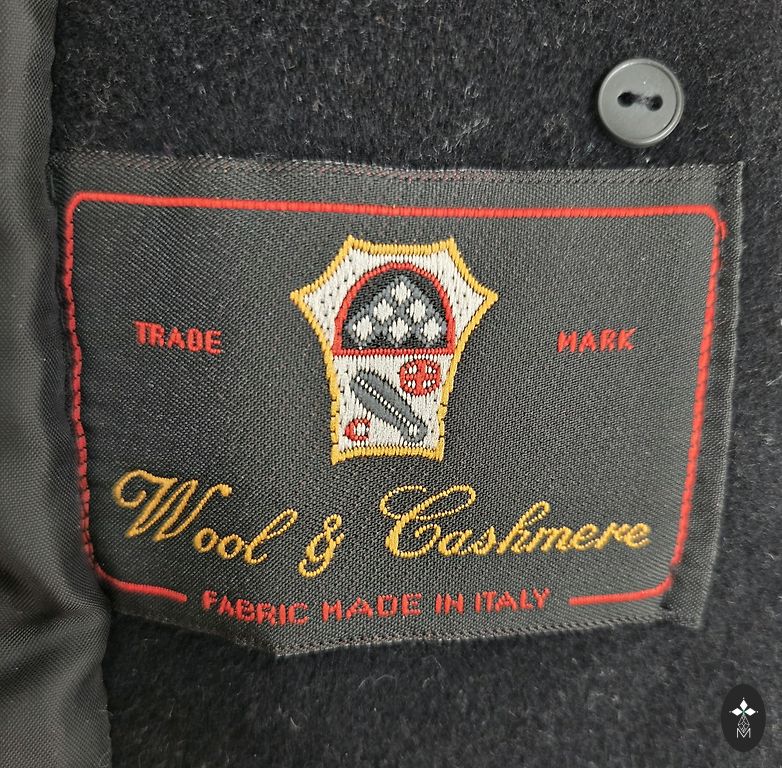 TRADE MARK
Wool & Cashmere
FABRIC MADE IN ITALY
M